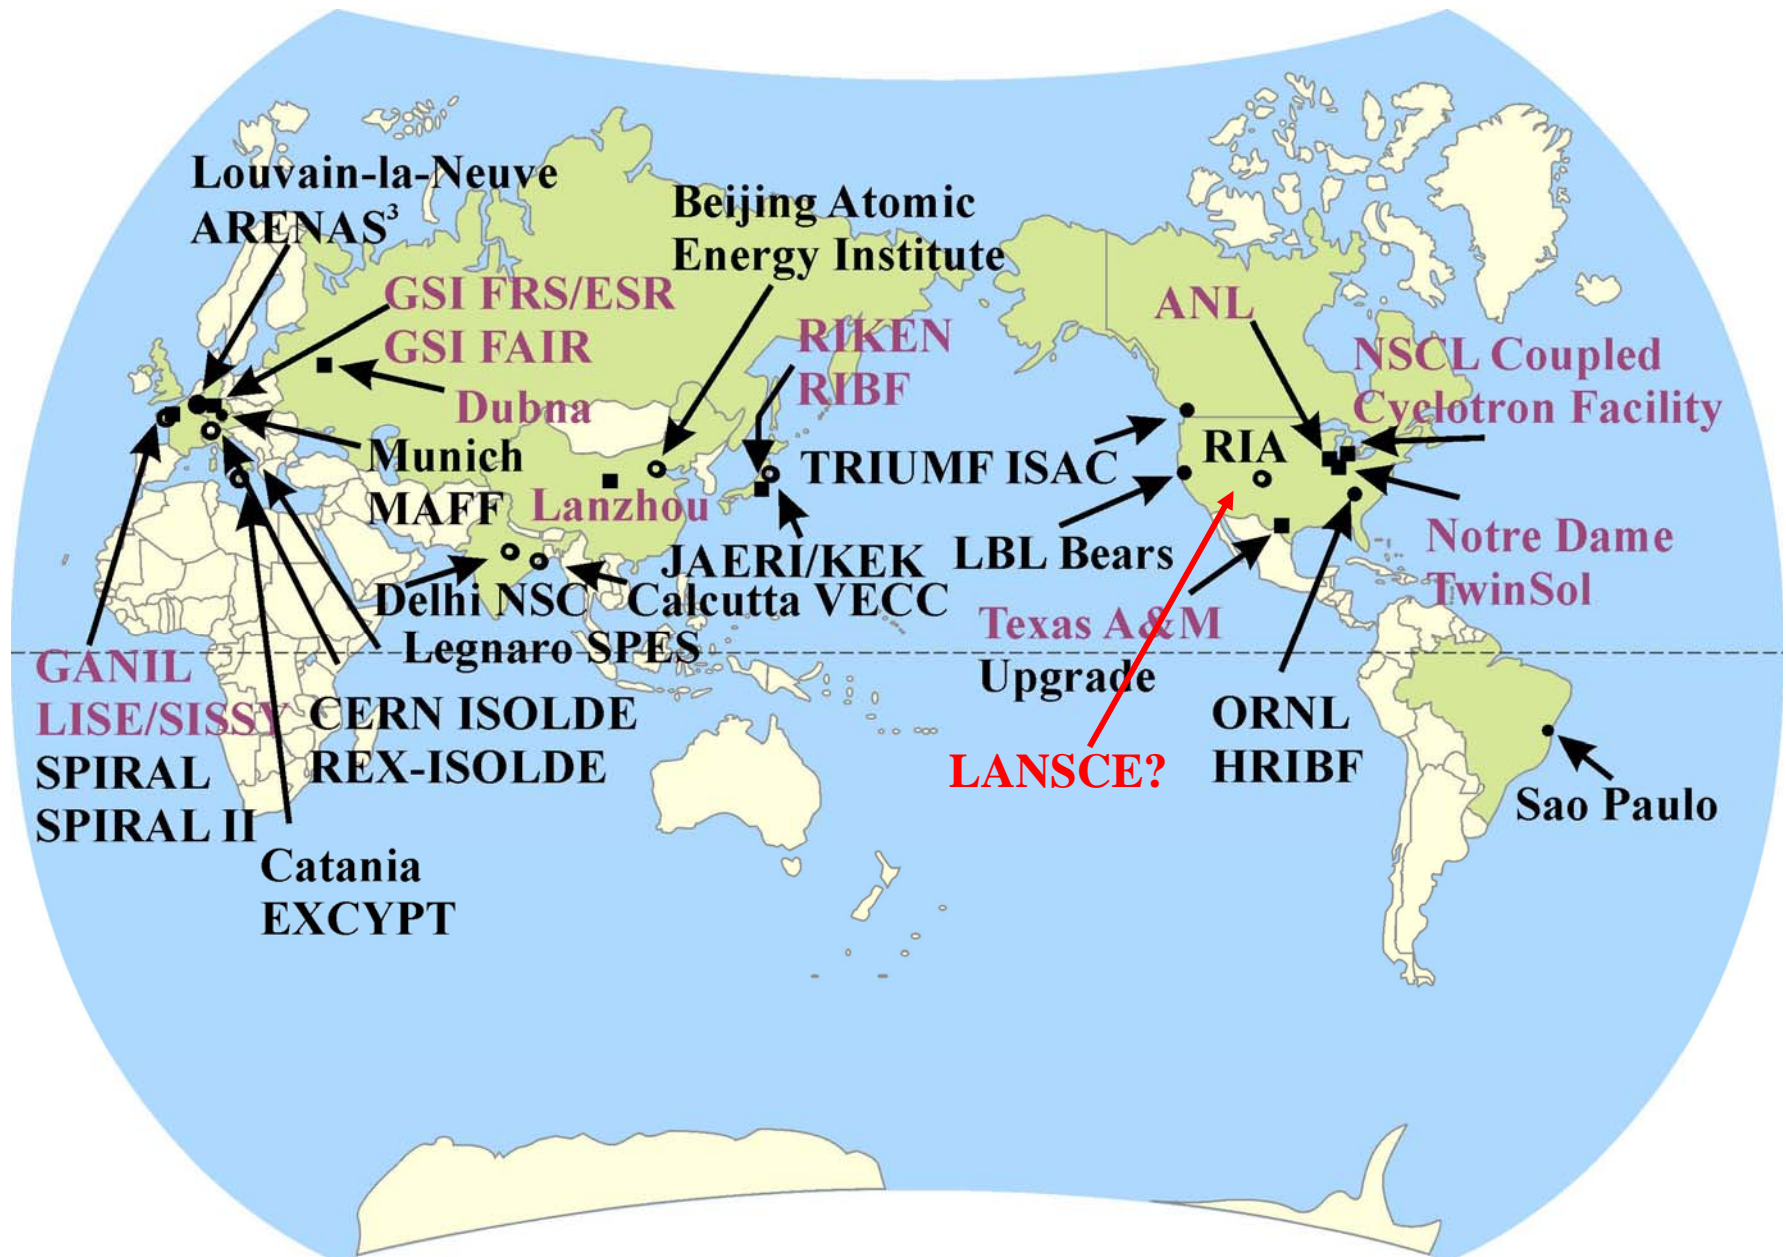 Louvain-la-Neuve
ARENAS³
Beijing Atomic
Energy Institute
GSI FRS/ESR
GSI FAIR
Dubna
RIKEN
RIBF
ANL
NSCL Coupled
Cyclotron Facility
Munich
MAFF
Lanzhou
TRIUMF ISAC
RIA
JAERI/KEK
LBL Bears
Notre Dame
TwinSol
Delhi NSC
Calcutta VECC
Legnaro SPES
Texas A&M
Upgrade
GANIL
LISE/SISSY
SPIRAL
SPIRAL II
CERN ISOLDE
REX-ISOLDE
LANSCE?
ORNL
HRIBF
Sao Paulo
Catania
EXCYPT